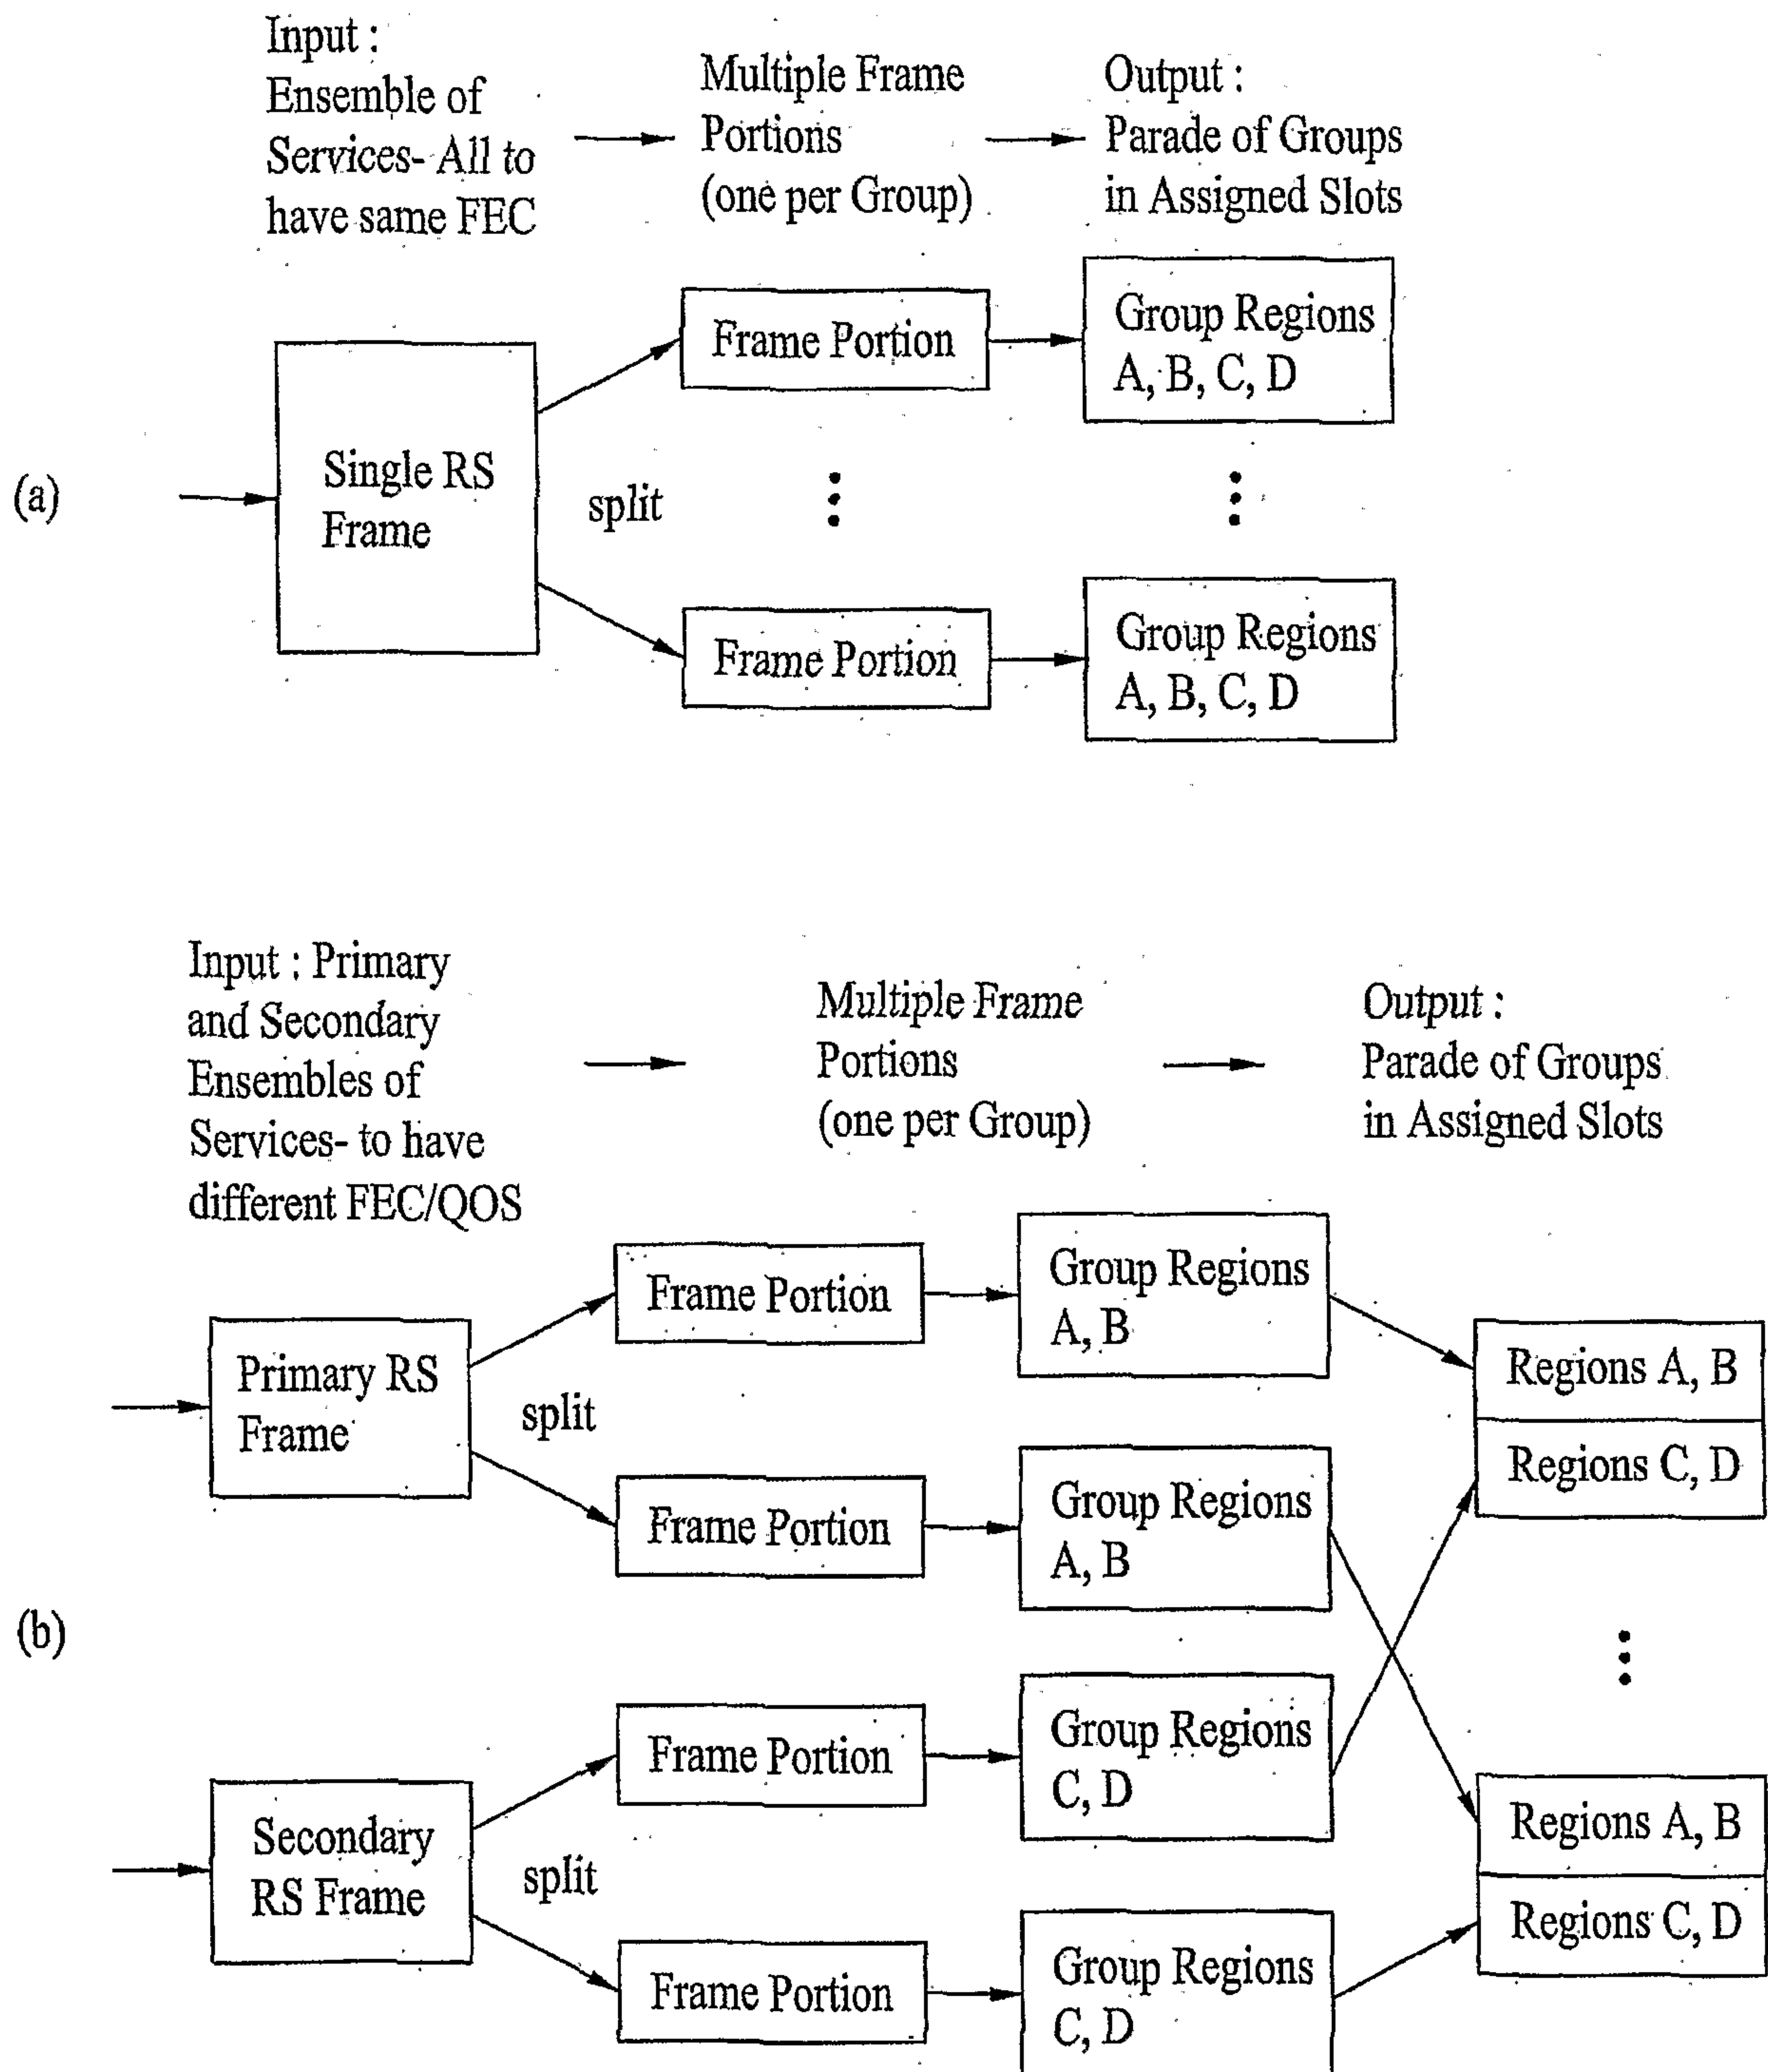 Input :
Ensemble of
Services- All to
have same FEC
Multiple Frame
Portions
(one per Group)
Output :
Parade of Groups
in Assigned Slots
(a)
Single RS
Frame
split
Frame Portion
Group Regions
A, B, C, D
Frame Portion
Group Regions
A, B, C, D
Input : Primary
and Secondary
Ensembles of
Services- to have
different FEC/QOS
Multiple Frame
Portions
(one per Group)
Output :
Parade of Groups
in Assigned Slots
(b)
Primary RS
Frame
split
Frame Portion
Group Regions
A, B
Frame Portion
Group Regions
A, B
Secondary
RS Frame
split
Frame Portion
Group Regions
C, D
Frame Portion
Group Regions
C, D
Regions A, B
Regions C, D
Regions A, B
Regions C, D